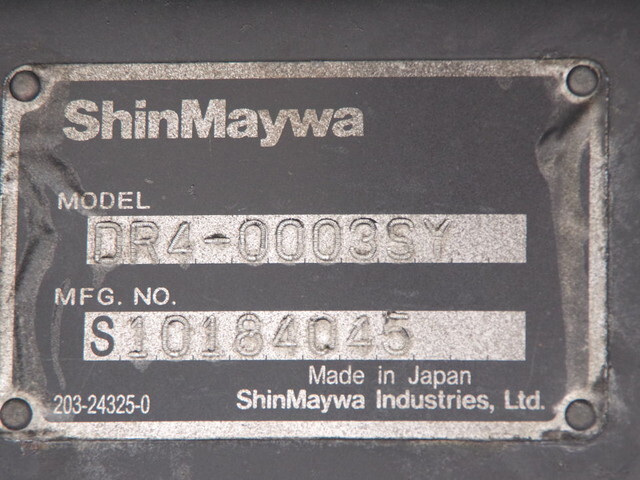 ShinMaywa
MODEL
DR4-0003SY
MFG. NO.
S10184045
Made in Japan
203-24325-0 ShinMaywa Industries, Ltd.